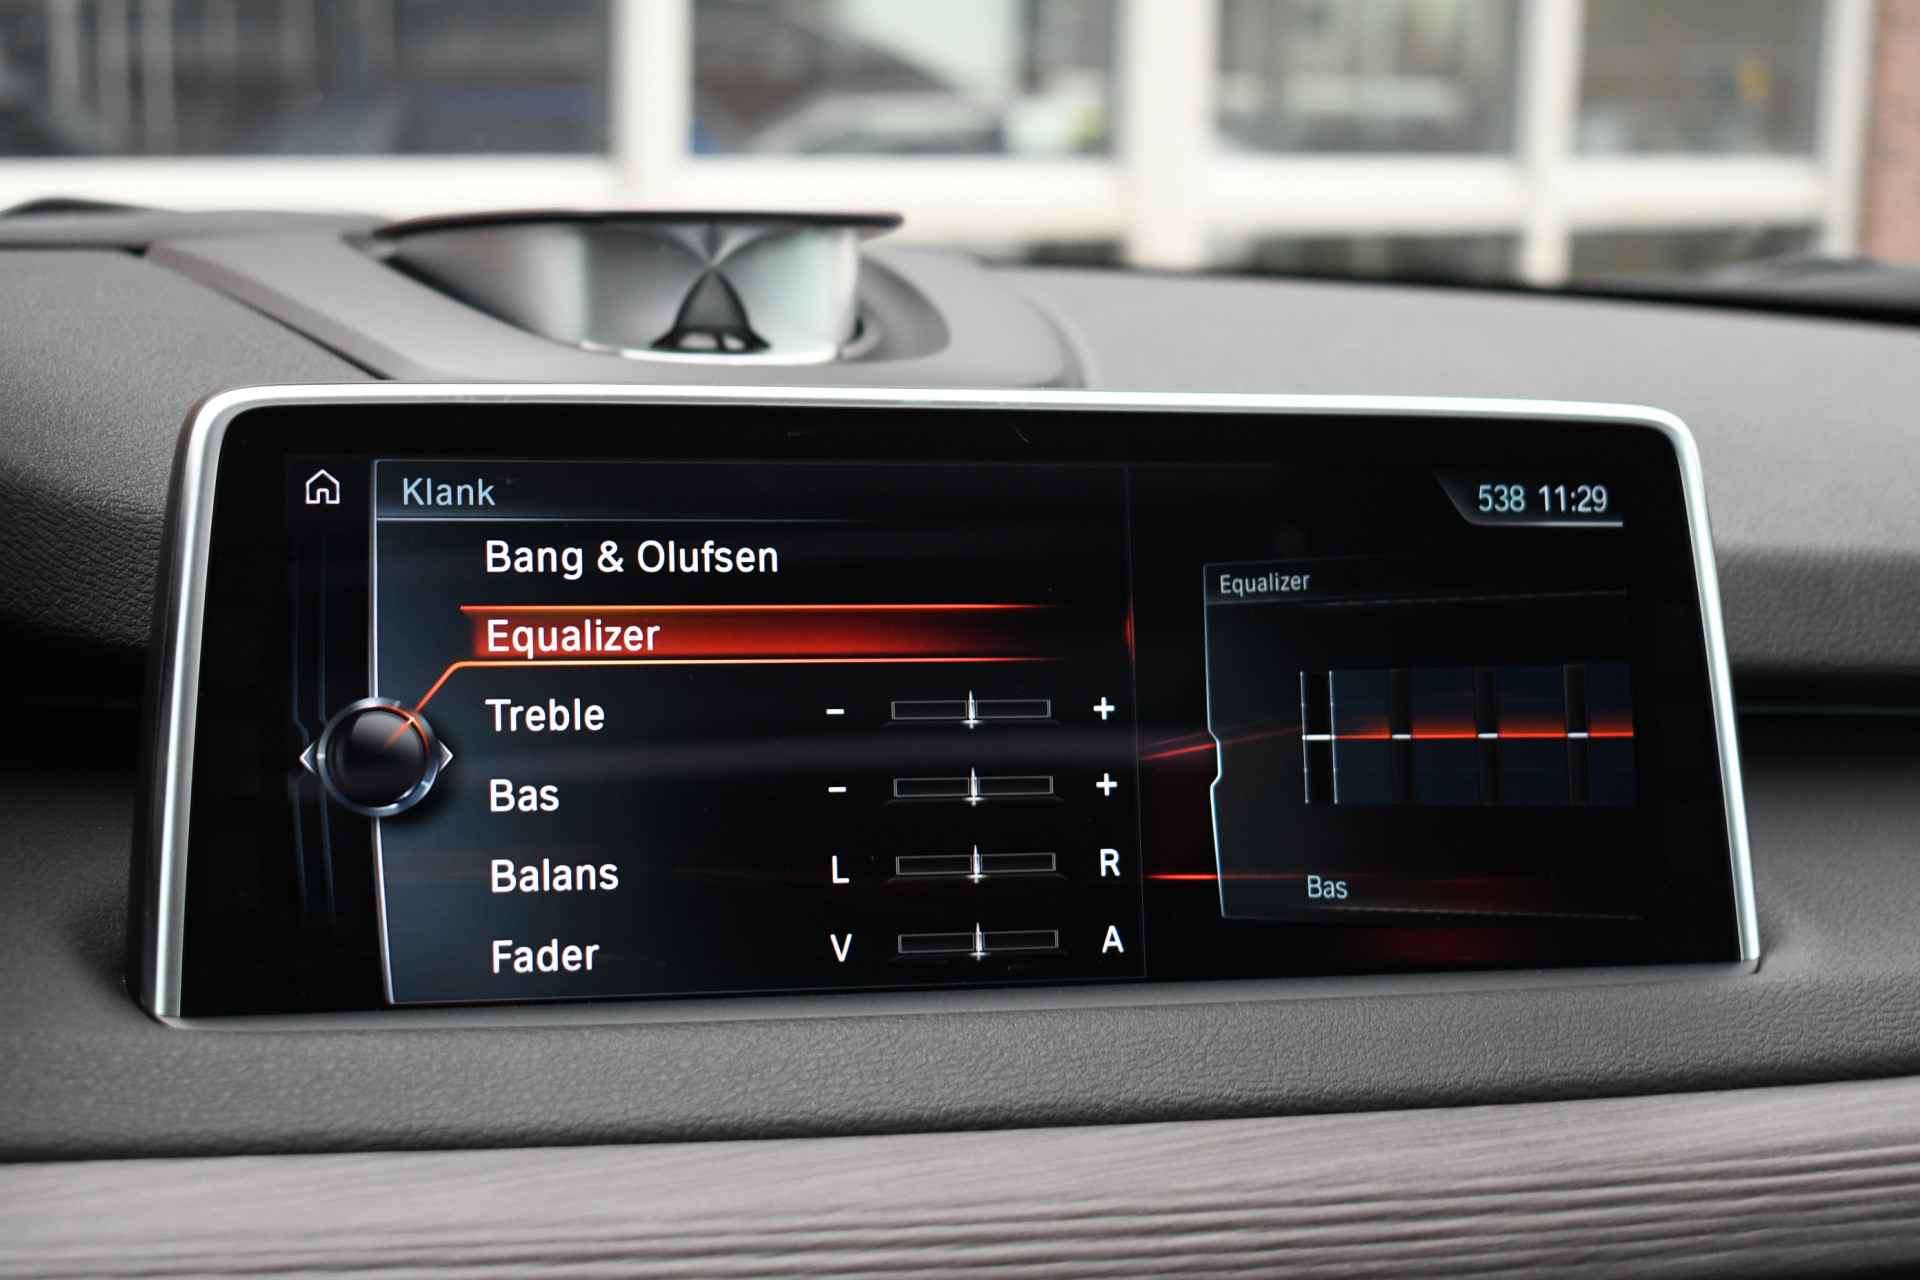 Klank
538 11:29
Bang & Olufsen
Equalizer
Treble - +
Bas - +
Balans L R
Fader V A
Equalizer
Bas